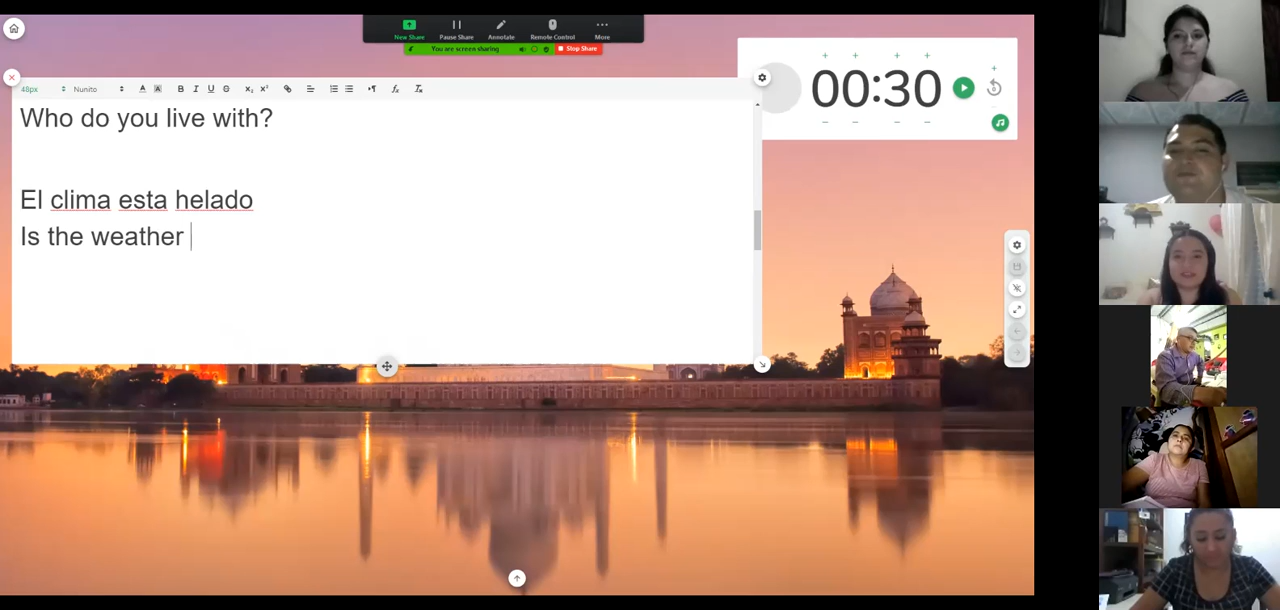 New Share
Pause Share
Annotate
Remote Control
More
You are screen sharing
Stop Share
48px
Nunito
Who do you live with?
El clima esta helado
Is the weather
00:30